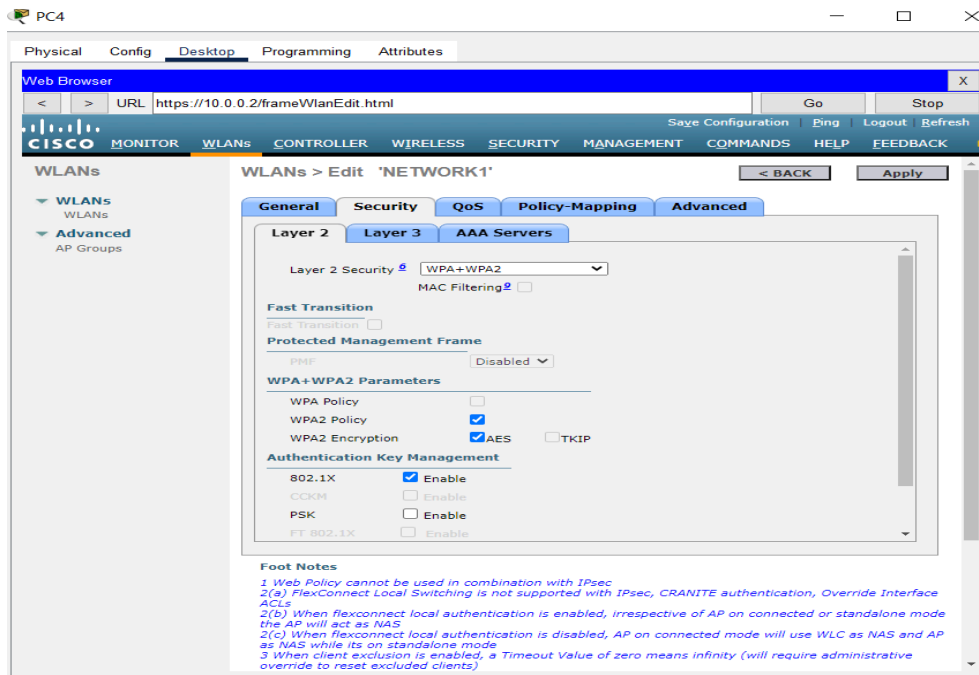 PC4
Physical Config Desktop Programming Attributes
Web Browser X
< > URL https://10.0.0.2/frameWlanEdit.html Go Stop
Save Configuration Ping Logout Refresh
CISCO MONITOR WLANs CONTROLLER WIRELESS SECURITY MANAGEMENT COMMANDS HELP FEEDBACK
WLANs
WLANs
WLANs
Advanced
AP Groups
WLANs > Edit 'NETWORK1' < BACK Apply
General Security QoS Policy-Mapping Advanced
Layer 2 Layer 3 AAA Servers
Layer 2 Security 6 WPA+WPA2
MAC Filtering 9
Fast Transition
Fast Transition
Protected Management Frame
PMF Disabled
WPA+WPA2 Parameters
WPA Policy
WPA2 Policy
WPA2 Encryption AES TKIP
Authentication Key Management
802.1X Enable
CCKM Enable
PSK Enable
FT 802.1X Enable
Foot Notes
1 Web Policy cannot be used in combination with IPsec
2(a) FlexConnect Local Switching is not supported with IPsec, CRANITE authentication, Override Interface
ACLs
2(b) When flexconnect local authentication is enabled, irrespective of AP on connected or standalone mode
the AP will act as NAS
2(c) When flexconnect local authentication is disabled, AP on connected mode will use WLC as NAS and AP
as NAS while its on standalone mode
3 When client exclusion is enabled, a Timeout Value of zero means infinity (will require administrative
override to reset excluded clients)